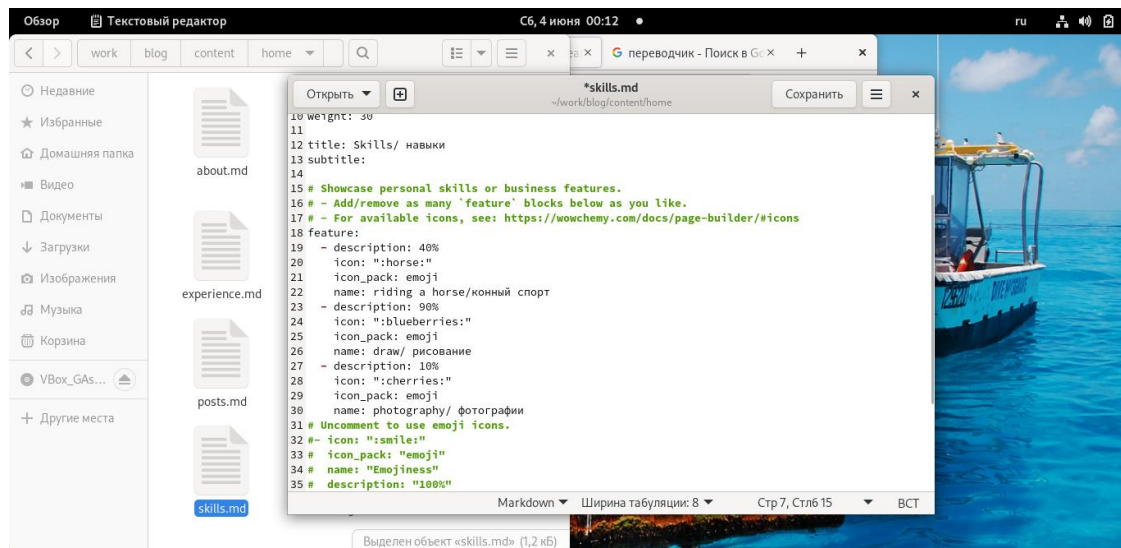 Обзор Текстовый редактор Сб, 4 июня 00:12 ru
work blog content home
переводчик - Поиск в Go
Недавние
Избранные
Домашняя папка
Видео
Документы
Загрузки
Изображения
Музыка
Корзина
VBox_GAs...
Другие места
about.md
experience.md
posts.md
skills.md
Выделен объект «skills.md» (1,2 кБ)
Открыть *skills.md Сохранить
~/work/blog/content/home
10 weight: 30
11
12 title: Skills/ навыки
13 subtitle:
14
15 # Showcase personal skills or business features.
16 # - Add/remove as many `feature` blocks below as you like.
17 # - For available icons, see: https://wowchemy.com/docs/page-builder/#icons
18 feature:
19 - description: 40%
20 icon: ":horse:"
21 icon_pack: emoji
22 name: riding a horse/конный спорт
23 - description: 90%
24 icon: ":blueberries:"
25 icon_pack: emoji
26 name: draw/ рисование
27 - description: 10%
28 icon: ":cherries:"
29 icon_pack: emoji
30 name: photography/ фотографии
31 # Uncomment to use emoji icons.
32 #- icon: ":smile:"
33 # icon_pack: "emoji"
34 # name: "Emojiness"
35 # description: "100%"
Markdown Ширина табуляции: 8 Стр 7, Стлб 15 ВСТ